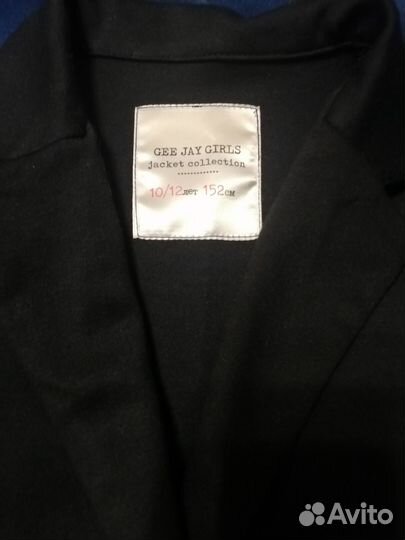 GEE JAY GIRLS
jacket collection
10/12лет 152см
Avito